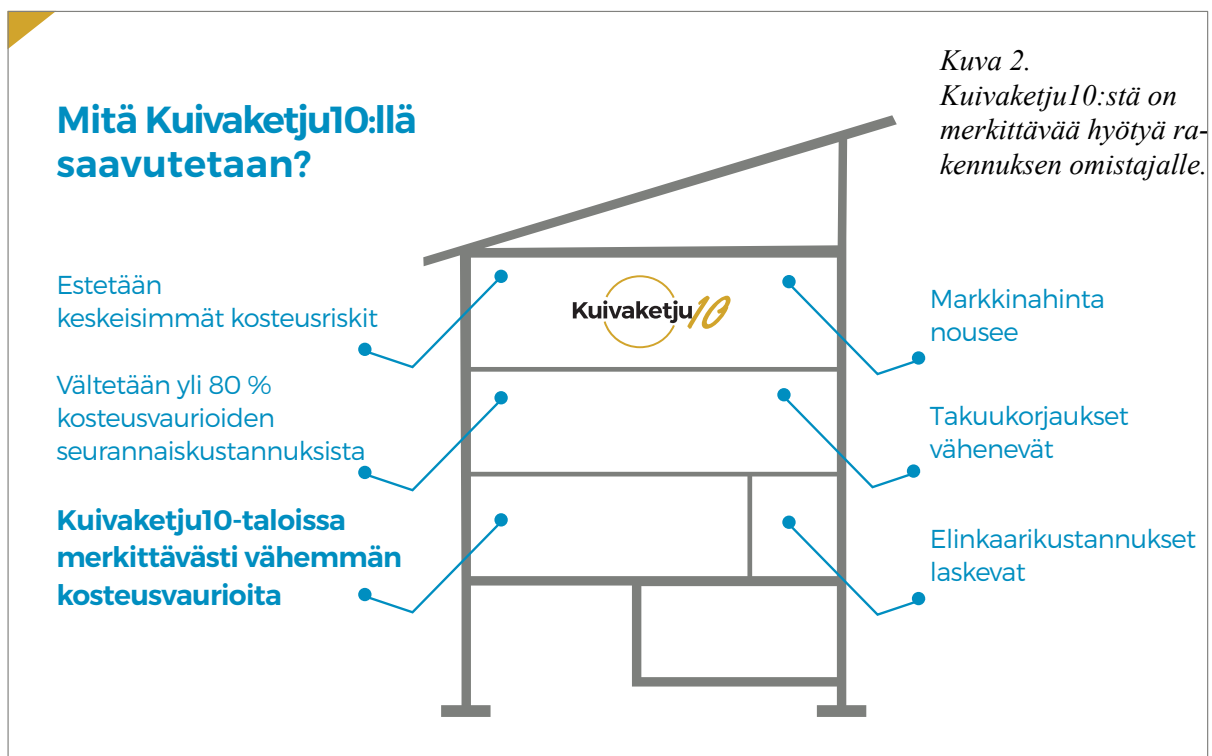 Mitä Kuivaketju10:llä
saavutetaan?
Kuva 2.
Kuivaketju10:stä on
merkittävää hyötyä ra-
kennuksen omistajalle.
Estetään
keskeisimmät kosteusriskit
Vältetään yli 80 %
kosteusvaurioiden
seurannaiskustannuksista
Kuivaketju10-taloissa
merkittävästi vähemmän
kosteusvaurioita
Kuivaketju10
Markkinahinta
nousee
Takuukorjaukset
vähenevät
Elinkaarikustannukset
laskevat